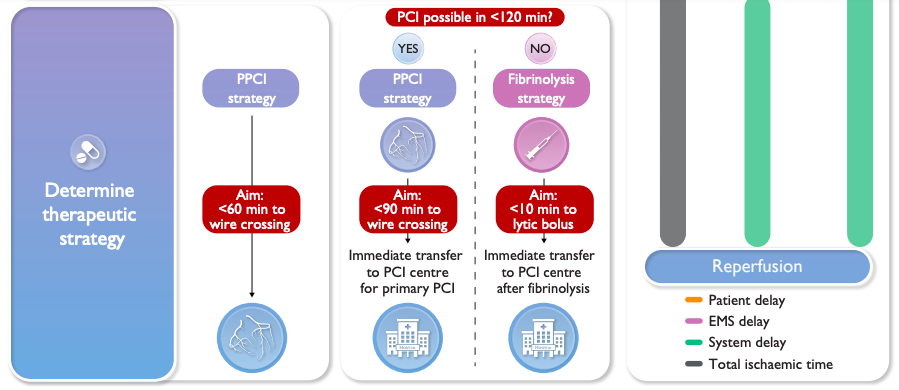 Determine
therapeutic
strategy
PPCI
strategy
Aim:
<60 min to
wire crossing
PCI possible in <120 min?
YES
PPCI
strategy
Aim:
<90 min to
wire crossing
Immediate transfer
to PCI centre
for primary PCI
NO
Fibrinolysis
strategy
Aim:
<10 min to
lytic bolus
Immediate transfer
to PCI centre
after fibrinolysis
Reperfusion
Patient delay
EMS delay
System delay
Total ischaemic time